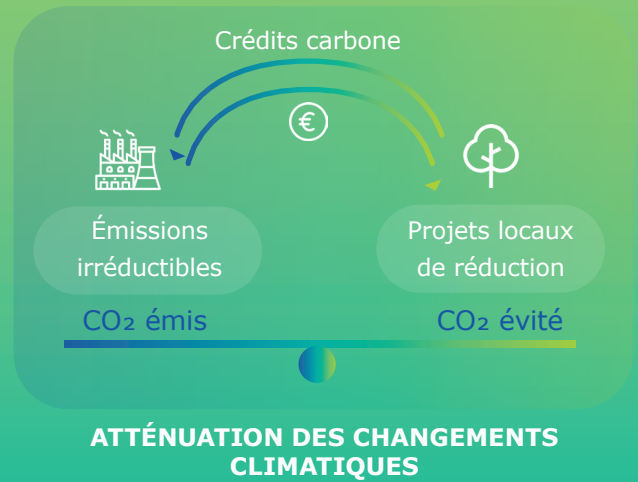 Crédits carbone
€
Émissions
irréductibles
Projets locaux
de réduction
CO₂ émis
CO₂ évité
ATTÉNUATION DES CHANGEMENTS
CLIMATIQUES